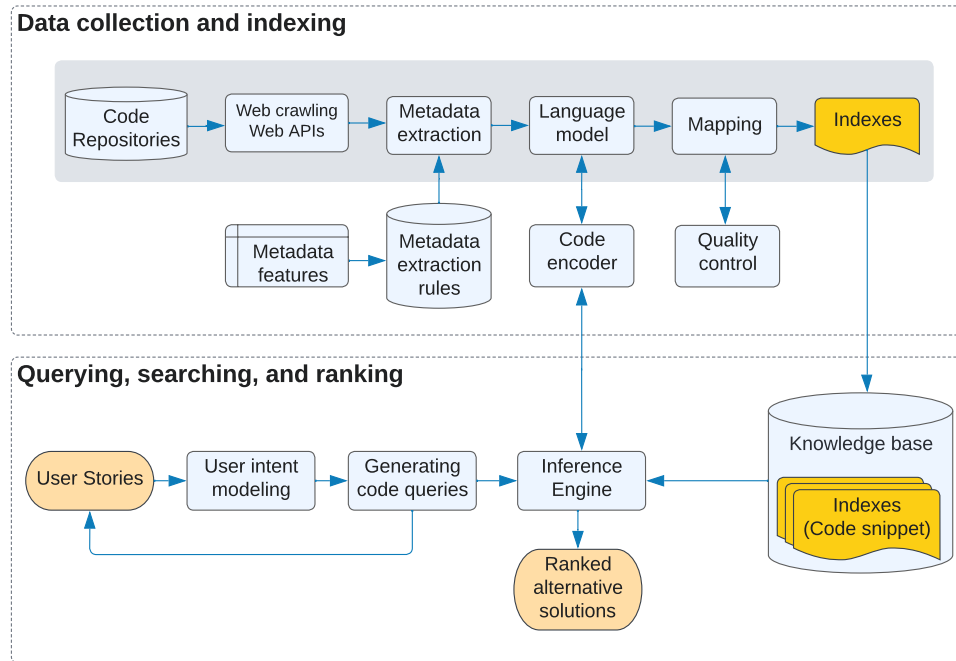 Data collection and indexing
Code
Repositories
Web crawling
Web APIs
Metadata
extraction
Language
model
Mapping
Indexes
Metadata
features
Metadata
extraction
rules
Code
encoder
Quality
control
Querying, searching, and ranking
User Stories
User intent
modeling
Generating
code queries
Inference
Engine
Knowledge base
Indexes
(Code snippet)
Ranked
alternative
solutions